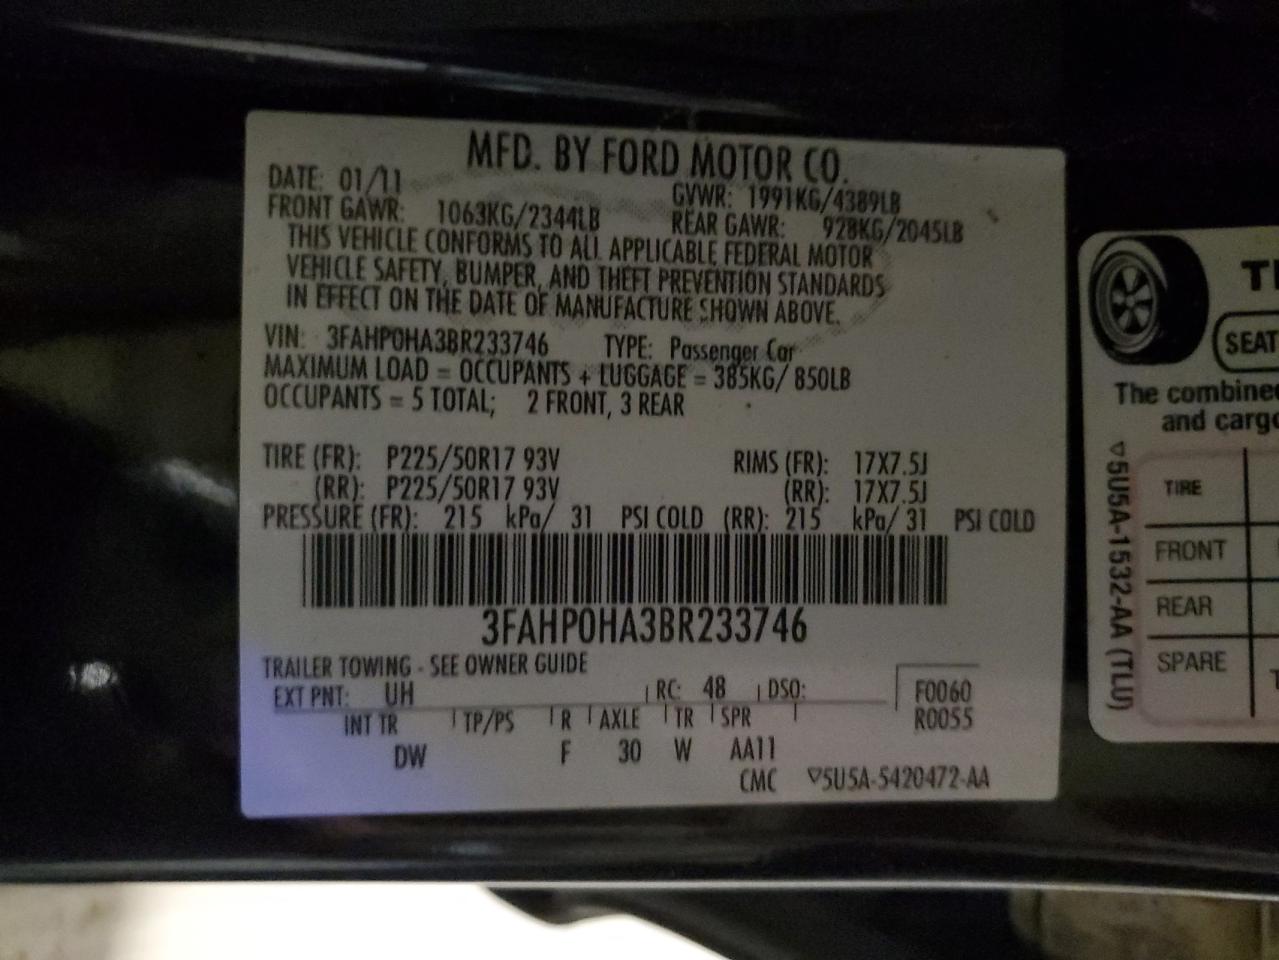 MFD. BY FORD MOTOR CO.
DATE: 01/11 GVWR: 1991KG/4389LB
FRONT GAWR: 1063KG/2344LB REAR GAWR: 928KG/2045LB
THIS VEHICLE CONFORMS TO ALL APPLICABLE FEDERAL MOTOR
VEHICLE SAFETY, BUMPER, AND THEFT PREVENTION STANDARDS
IN EFFECT ON THE DATE OF MANUFACTURE SHOWN ABOVE.
VIN: 3FAHP0HA3BR233746 TYPE: Passenger Car
MAXIMUM LOAD = OCCUPANTS + LUGGAGE = 385KG/ 850LB
OCCUPANTS = 5 TOTAL; 2 FRONT, 3 REAR
TIRE (FR): P225/50R17 93V RIMS (FR): 17X7.5J
(RR): P225/50R17 93V (RR): 17X7.5J
PRESSURE (FR): 215 kPa/ 31 PSI COLD (RR): 215 kPa/ 31 PSI COLD
3FAHP0HA3BR233746
TRAILER TOWING - SEE OWNER GUIDE
EXT PNT: UH RC: 48 DSO: F0060
INT TR TP/PS R AXLE TR SPR R0055
DW F 30 W AA11
CMC ▽5U5A-5420472-AA
SEAT
The combined
and cargo
▽5U5A-1532-AA (TLU)
TIRE
FRONT
REAR
SPARE